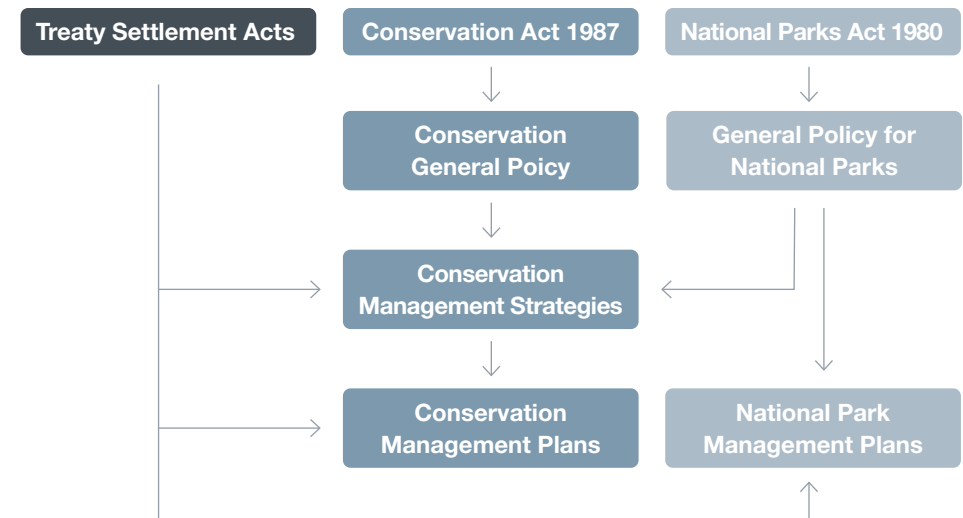 Treaty Settlement Acts
Conservation Act 1987
National Parks Act 1980
Conservation
General Poicy
General Policy for
National Parks
Conservation
Management Strategies
Conservation
Management Plans
National Park
Management Plans